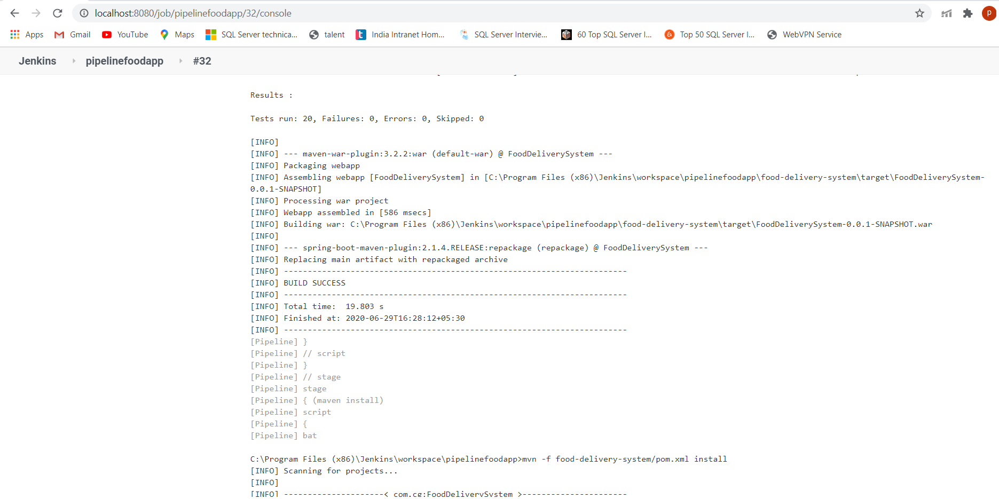 localhost:8080/job/pipelinefoodapp/32/console
p
Apps Gmail YouTube Maps SQL Server technica... talent t India Intranet Hom... SQL Server Intervie... 60 Top SQL Server I... Top 50 SQL Server I... WebVPN Service
Jenkins pipelinefoodapp #32
Results :
Tests run: 20, Failures: 0, Errors: 0, Skipped: 0
[INFO]
[INFO] --- maven-war-plugin:3.2.2:war (default-war) @ FoodDeliverySystem ---
[INFO] Packaging webapp
[INFO] Assembling webapp [FoodDeliverySystem] in [C:\Program Files (x86)\Jenkins\workspace\pipelinefoodapp\food-delivery-system\target\FoodDeliverySystem-
0.0.1-SNAPSHOT]
[INFO] Processing war project
[INFO] Webapp assembled in [586 msecs]
[INFO] Building war: C:\Program Files (x86)\Jenkins\workspace\pipelinefoodapp\food-delivery-system\target\FoodDeliverySystem-0.0.1-SNAPSHOT.war
[INFO]
[INFO] --- spring-boot-maven-plugin:2.1.4.RELEASE:repackage (repackage) @ FoodDeliverySystem ---
[INFO] Replacing main artifact with repackaged archive
[INFO] ------------------------------------------------------------------------
[INFO] BUILD SUCCESS
[INFO] ------------------------------------------------------------------------
[INFO] Total time:  19.803 s
[INFO] Finished at: 2020-06-29T16:28:12+05:30
[INFO] ------------------------------------------------------------------------
[Pipeline] }
[Pipeline] // script
[Pipeline] }
[Pipeline] // stage
[Pipeline] stage
[Pipeline] { (maven install)
[Pipeline] script
[Pipeline] {
[Pipeline] bat
C:\Program Files (x86)\Jenkins\workspace\pipelinefoodapp>mvn -f food-delivery-system/pom.xml install
[INFO] Scanning for projects...
[INFO]
[INFO] ---------------------< com.cg:FoodDeliverySystem >----------------------